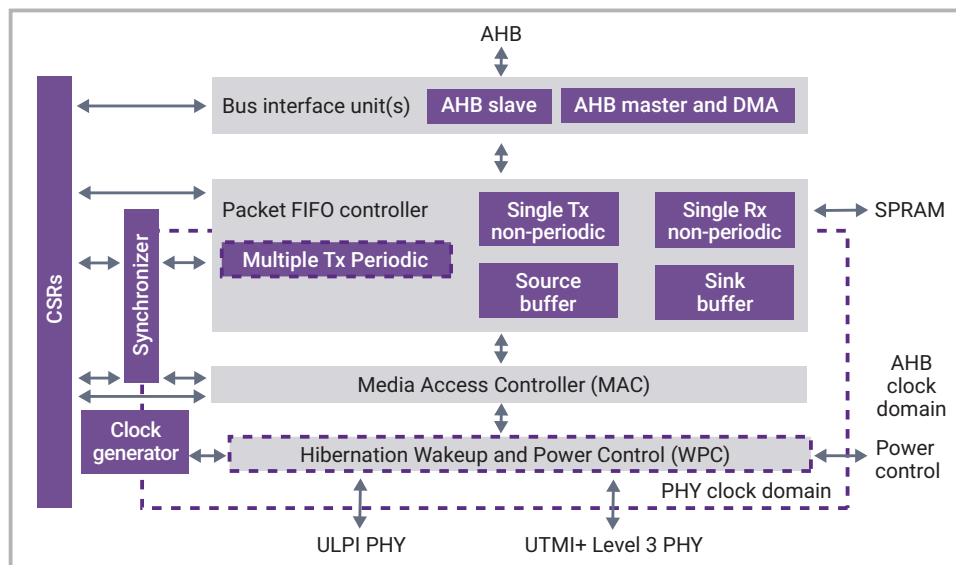 AHB
Bus interface unit(s)
AHB slave
AHB master and DMA
CSRs
Packet FIFO controller
Single Tx
non-periodic
Single Rx
non-periodic
SPRAM
Synchronizer
Multiple Tx Periodic
Source
buffer
Sink
buffer
Media Access Controller (MAC)
AHB
clock
domain
Clock
generator
Hibernation Wakeup and Power Control (WPC)
Power
control
PHY clock domain
ULPI PHY
UTMI+ Level 3 PHY